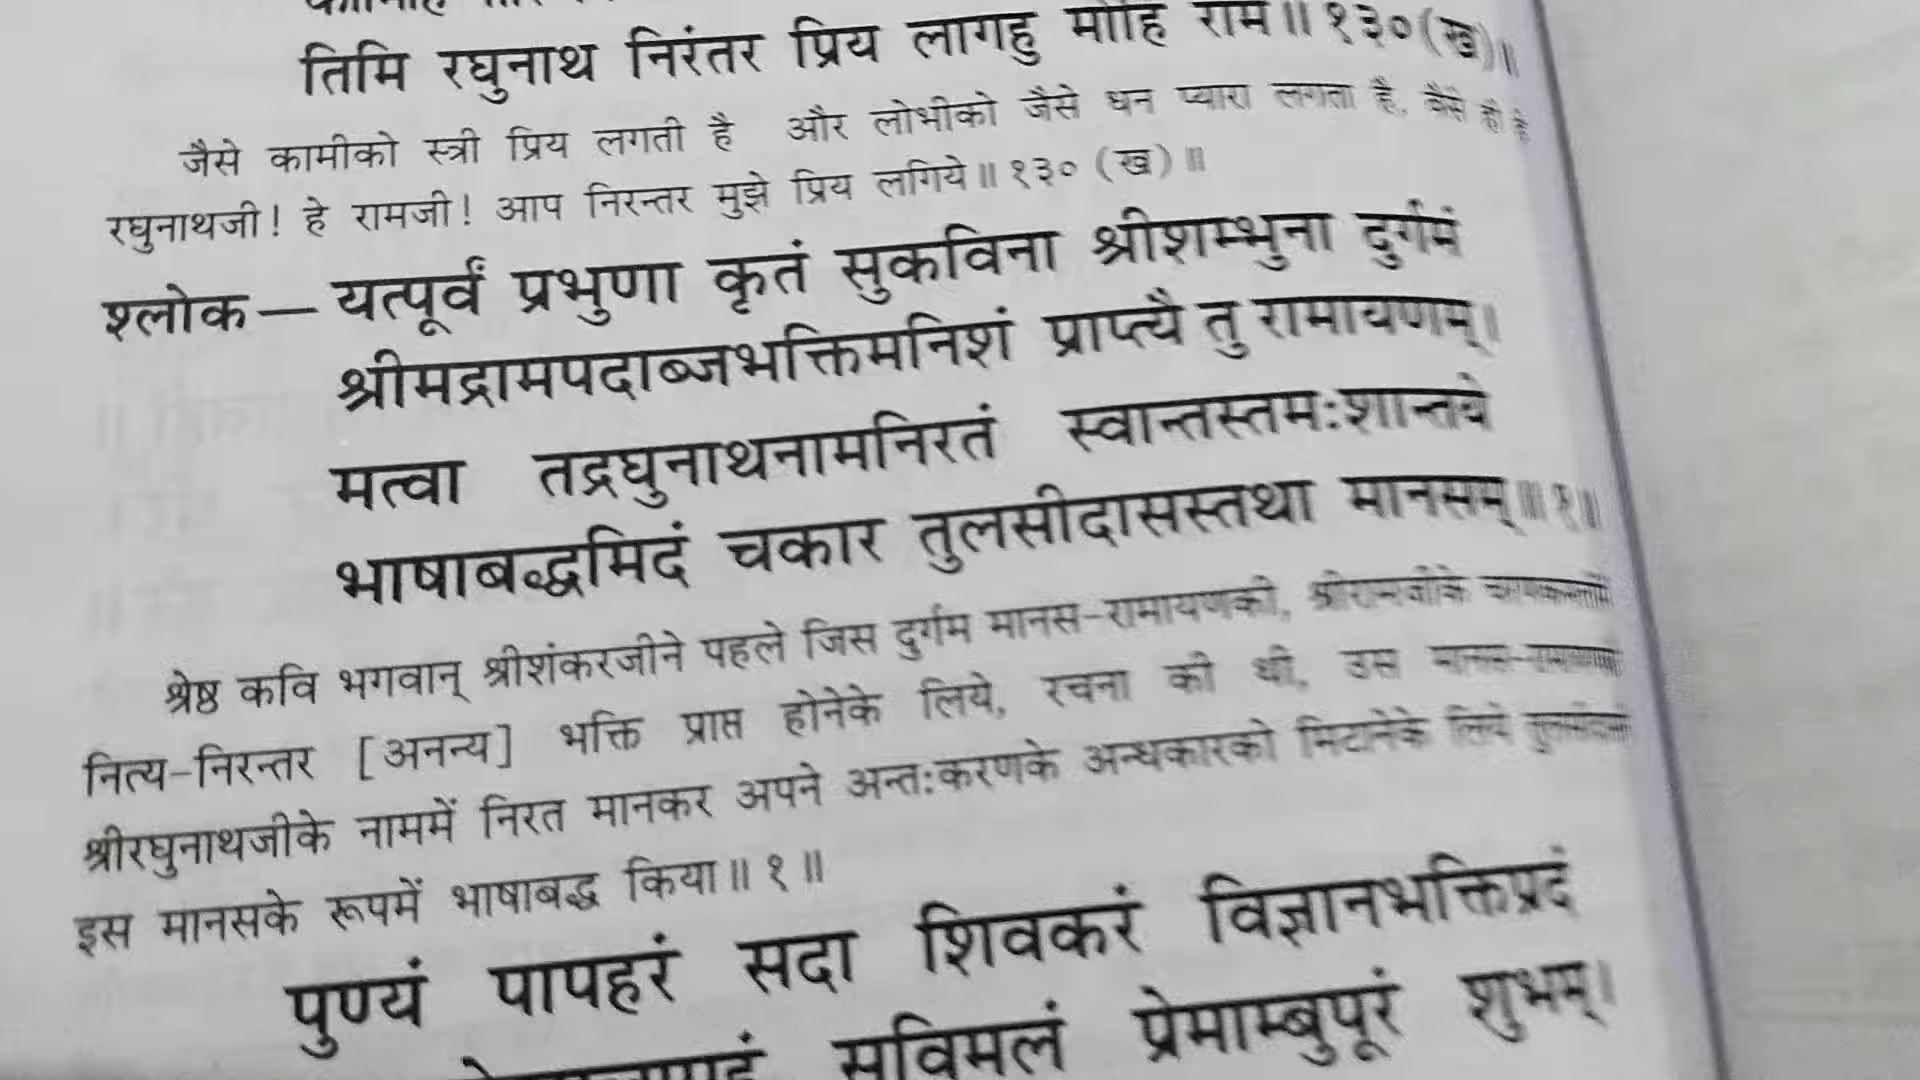 तिमि रघुनाथ निरंतर प्रिय लागहु मोहि राम॥ १३० (ख)॥
जैसे कामीको स्त्री प्रिय लगती है और लोभीको जैसे धन प्यारा लगता है, वैसे ही हे
रघुनाथजी! हे रामजी! आप निरन्तर मुझे प्रिय लगिये॥ १३० (ख)॥
श्लोक— यत्पूर्वं प्रभुणा कृतं सुकविना श्रीशम्भुना दुर्गमं
श्रीमद्रामपदाब्जभक्तिमनिशं प्राप्त्यै तु रामायणम्।
मत्वा तद्रघुनाथनामनिरतं स्वान्तस्तमःशान्तये
भाषाबद्धमिदं चकार तुलसीदासस्तथा मानसम्॥ १॥
श्रेष्ठ कवि भगवान् श्रीशंकरजीने पहले जिस दुर्गम मानस-रामायणकी, श्रीरामजीके
नित्य-निरन्तर [अनन्य] भक्ति प्राप्त होनेके लिये, रचना की थी, उस
श्रीरघुनाथजीके नाममें निरत मानकर अपने अन्तःकरणके अन्धकारको मिटानेके लिये
इस मानसके रूपमें भाषाबद्ध किया॥ १॥
पुण्यं पापहरं सदा शिवकरं विज्ञानभक्तिप्रदं
सुविमलं प्रेमाम्बुपूरं शुभम्।